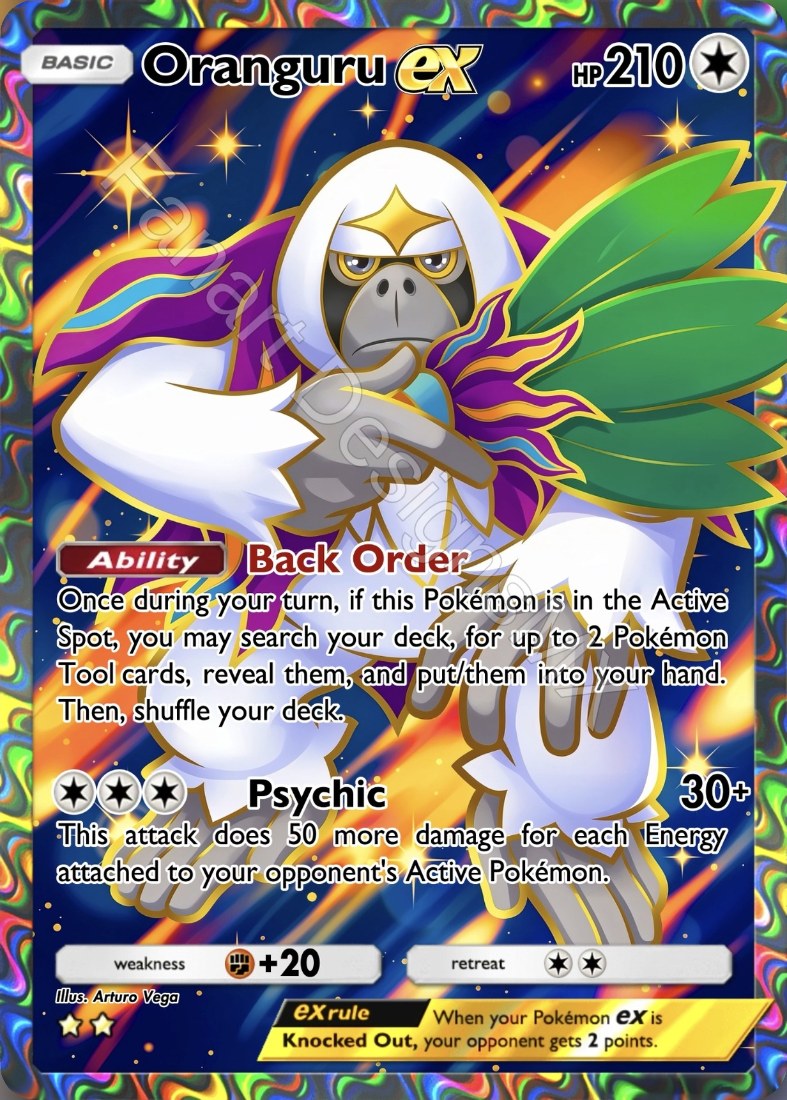 BASIC Oranguru ex HP210
Ability Back Order
Once during your turn, if this Pokémon is in the Active
Spot, you may search your deck, for up to 2 Pokémon
Tool cards, reveal them, and put/them into your hand.
Then, shuffle your deck.
Psychic 30+
This attack does 50 more damage for each Energy
attached to your opponent's Active Pokémon.
weakness +20 retreat
Illus. Arturo Vega
ex rule When your Pokémon ex is
Knocked Out, your opponent gets 2 points.
Fanart DesignsMX